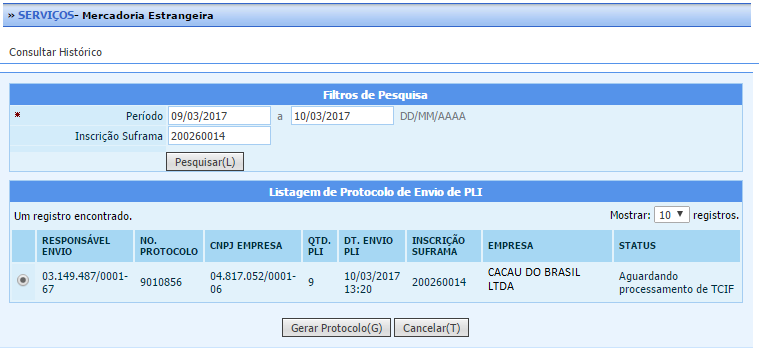 » SERVIÇOS- Mercadoria Estrangeira
Consultar Histórico
Filtros de Pesquisa
* Período 09/03/2017 a 10/03/2017 DD/MM/AAAA
Inscrição Suframa 200260014
Pesquisar(L)
Listagem de Protocolo de Envio de PLI
Um registro encontrado. Mostrar: 10 ▼ registros.
RESPONSÁVEL ENVIO NO. PROTOCOLO CNPJ EMPRESA QTD. PLI DT. ENVIO PLI INSCRIÇÃO SUFRAMA EMPRESA STATUS
03.149.487/0001-67 9010856 04.817.052/0001-06 9 10/03/2017 13:20 200260014 CACAU DO BRASIL LTDA Aguardando processamento de TCIF
Gerar Protocolo(G) Cancelar(T)